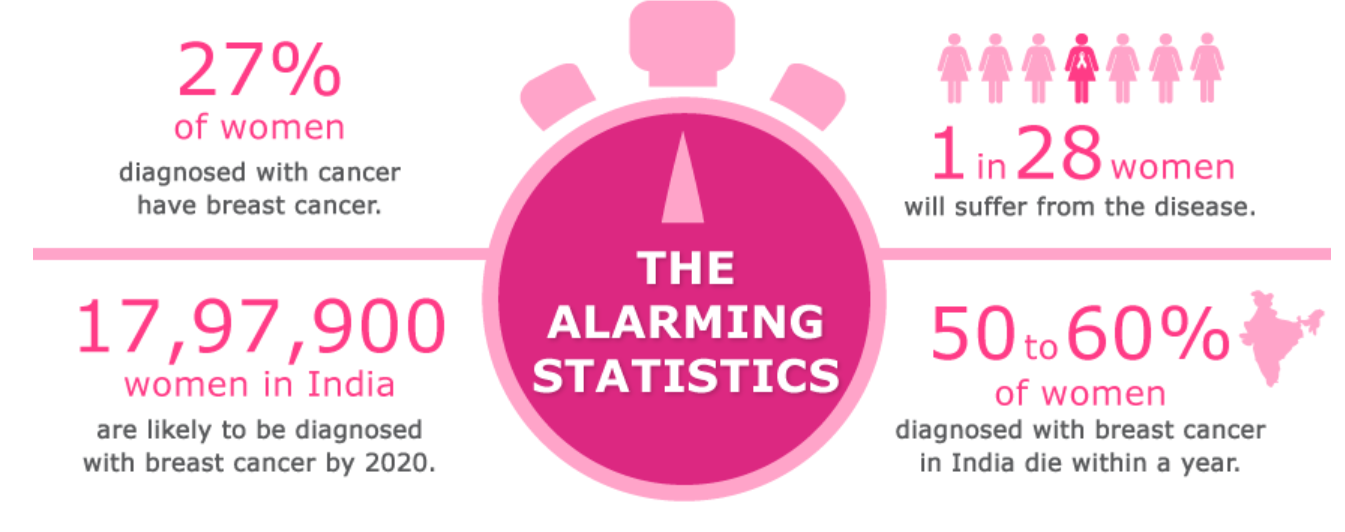 27%
of women
diagnosed with cancer
have breast cancer.
1 in 28 women
will suffer from the disease.
THE
ALARMING
STATISTICS
17,97,900
women in India
are likely to be diagnosed
with breast cancer by 2020.
50 to 60%
of women
diagnosed with breast cancer
in India die within a year.